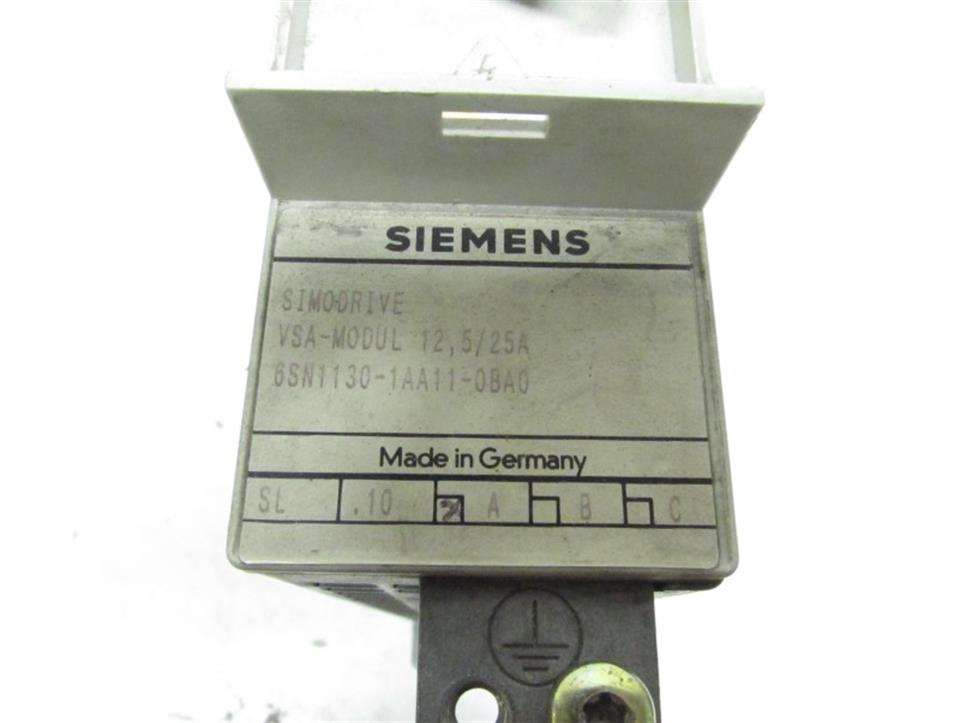 SIEMENS
SIMODRIVE
VSA-MODUL 12,5/25A
6SN1130-1AA11-0BA0
Made in Germany
SL .10 A B C